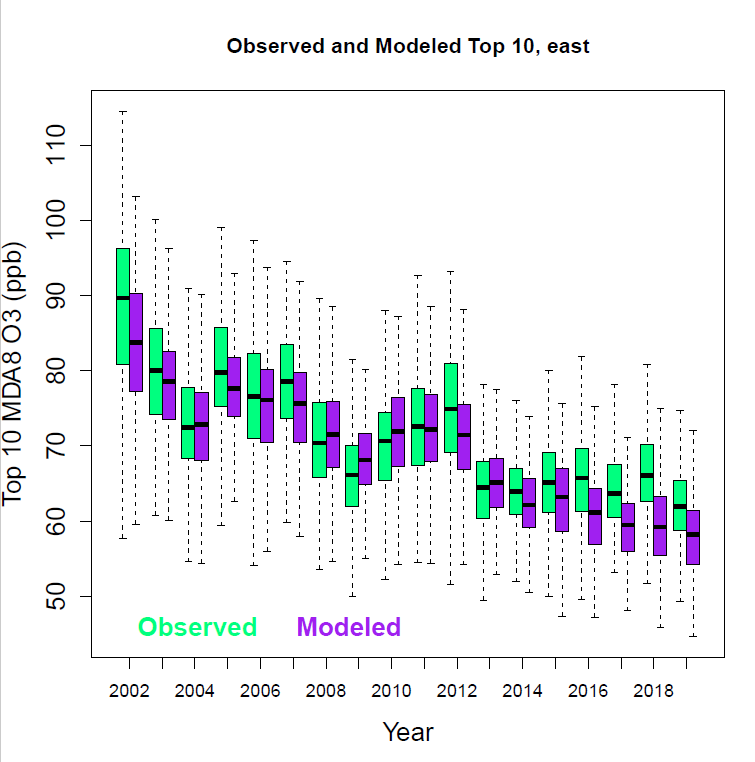 Observed and Modeled Top 10, east
Top 10 MDA8 O3 (ppb)
110
100
90
80
70
60
50
Observed Modeled
2002 2004 2006 2008 2010 2012 2014 2016 2018
Year